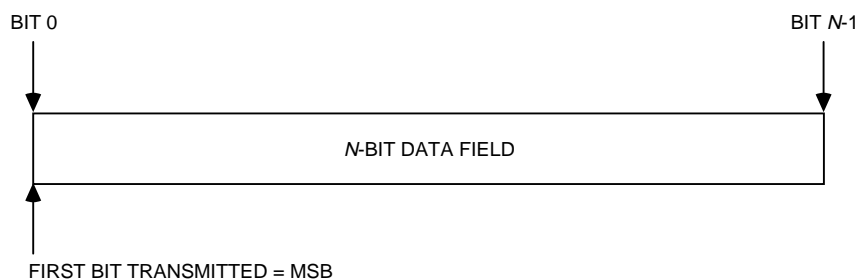 BIT 0
BIT N-1
N-BIT DATA FIELD
FIRST BIT TRANSMITTED = MSB